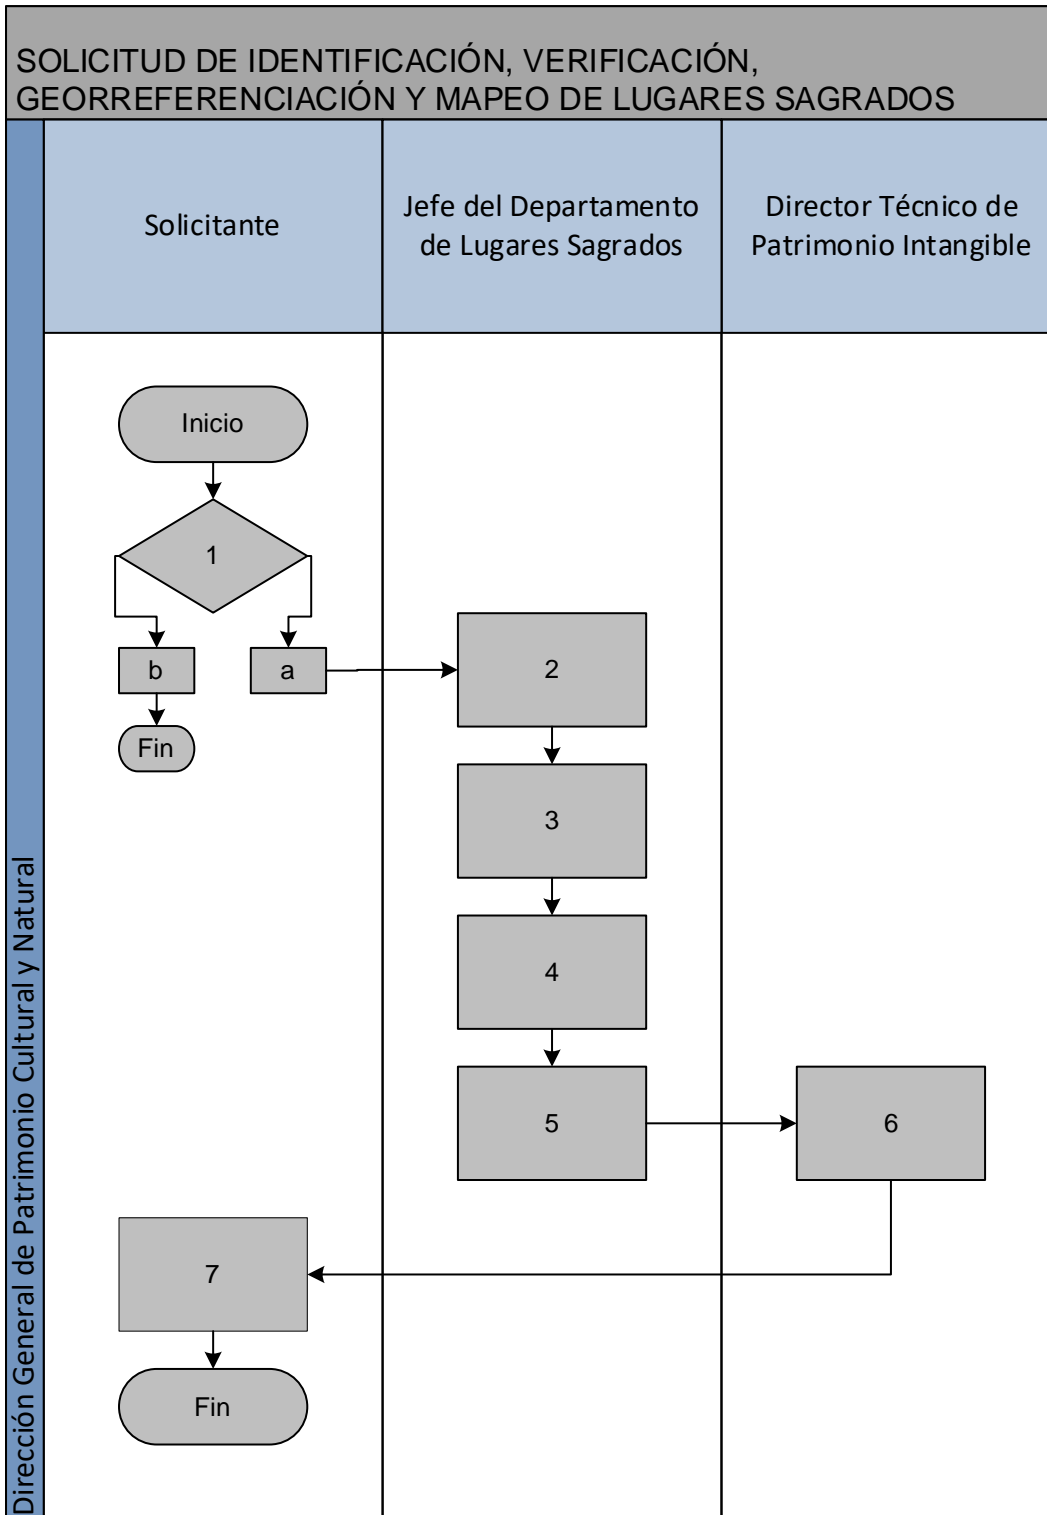 SOLICITUD DE IDENTIFICACIÓN, VERIFICACIÓN,
GEORREFERENCIACIÓN Y MAPEO DE LUGARES SAGRADOS
Dirección General de Patrimonio Cultural y Natural
Solicitante
Jefe del Departamento
de Lugares Sagrados
Director Técnico de
Patrimonio Intangible
Inicio
1
b
a
Fin
2
3
4
5
6
7
Fin